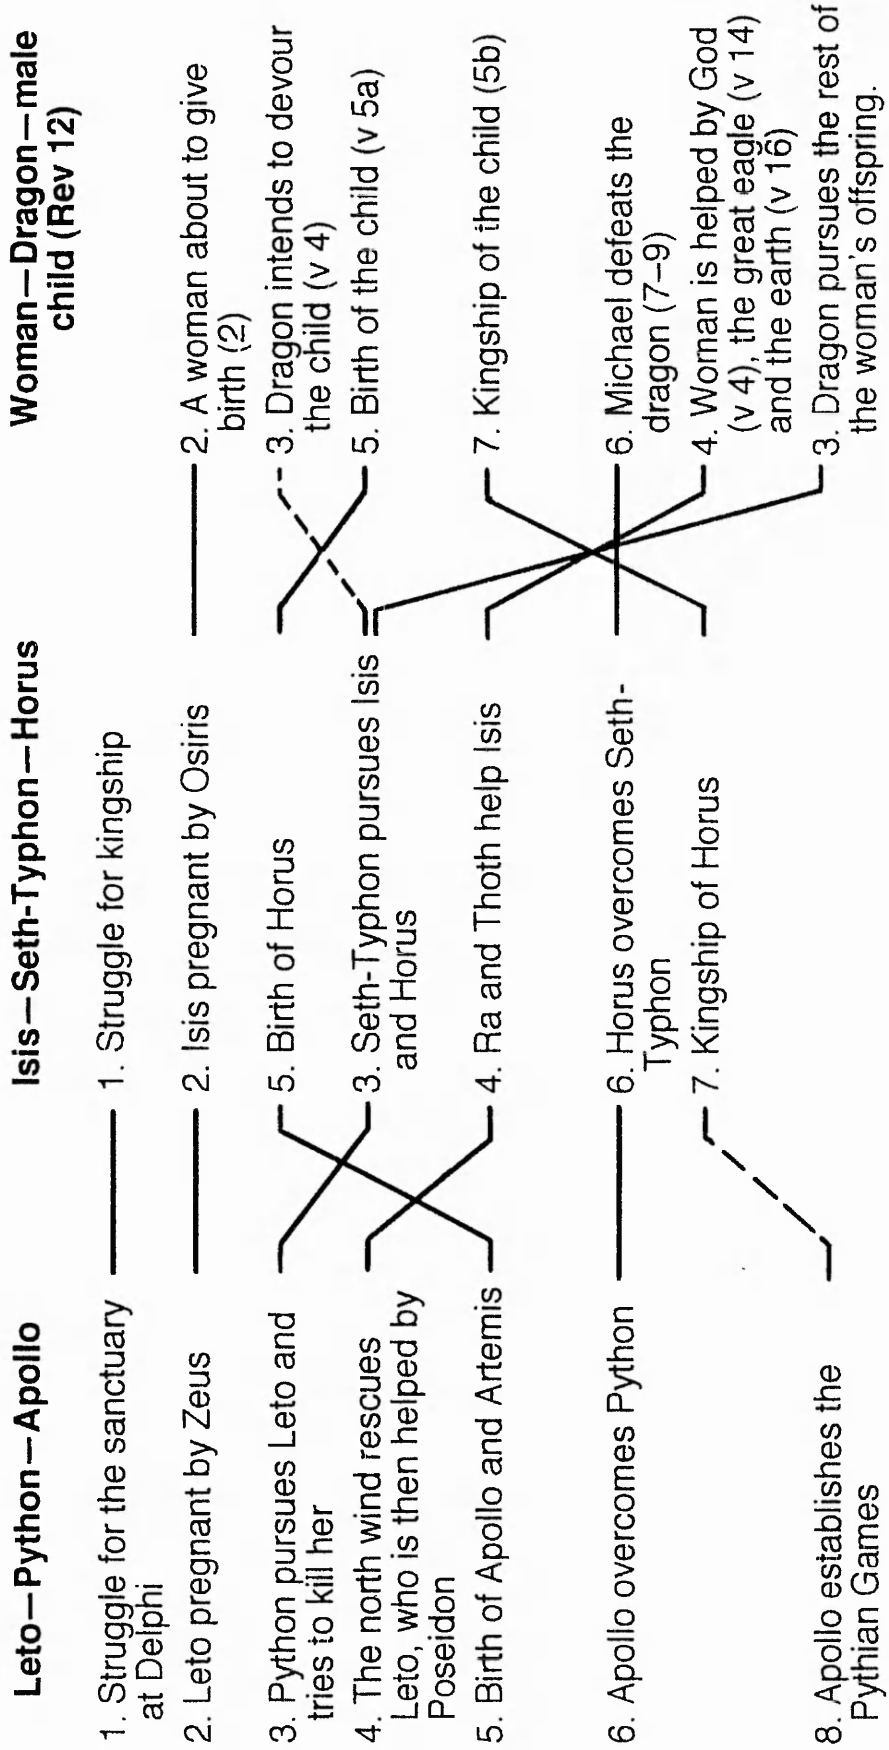 Leto—Python—Apollo
1. Struggle for the sanctuary
at Delphi
2. Leto pregnant by Zeus
3. Python pursues Leto and
tries to kill her
4. The north wind rescues
Leto, who is then helped by
Poseidon
5. Birth of Apollo and Artemis
6. Apollo overcomes Python
8. Apollo establishes the
Pythian Games
Isis—Seth-Typhon—Horus
1. Struggle for kingship
2. Isis pregnant by Osiris
5. Birth of Horus
3. Seth-Typhon pursues Isis
and Horus
4. Ra and Thoth help Isis
6. Horus overcomes Seth-
Typhon
7. Kingship of Horus
Woman—Dragon—male
child (Rev 12)
2. A woman about to give
birth (2)
3. Dragon intends to devour
the child (v 4)
5. Birth of the child (v 5a)
7. Kingship of the child (5b)
6. Michael defeats the
dragon (7–9)
4. Woman is helped by God
(v 4), the great eagle (v 14)
and the earth (v 16)
3. Dragon pursues the rest of
the woman's offspring.